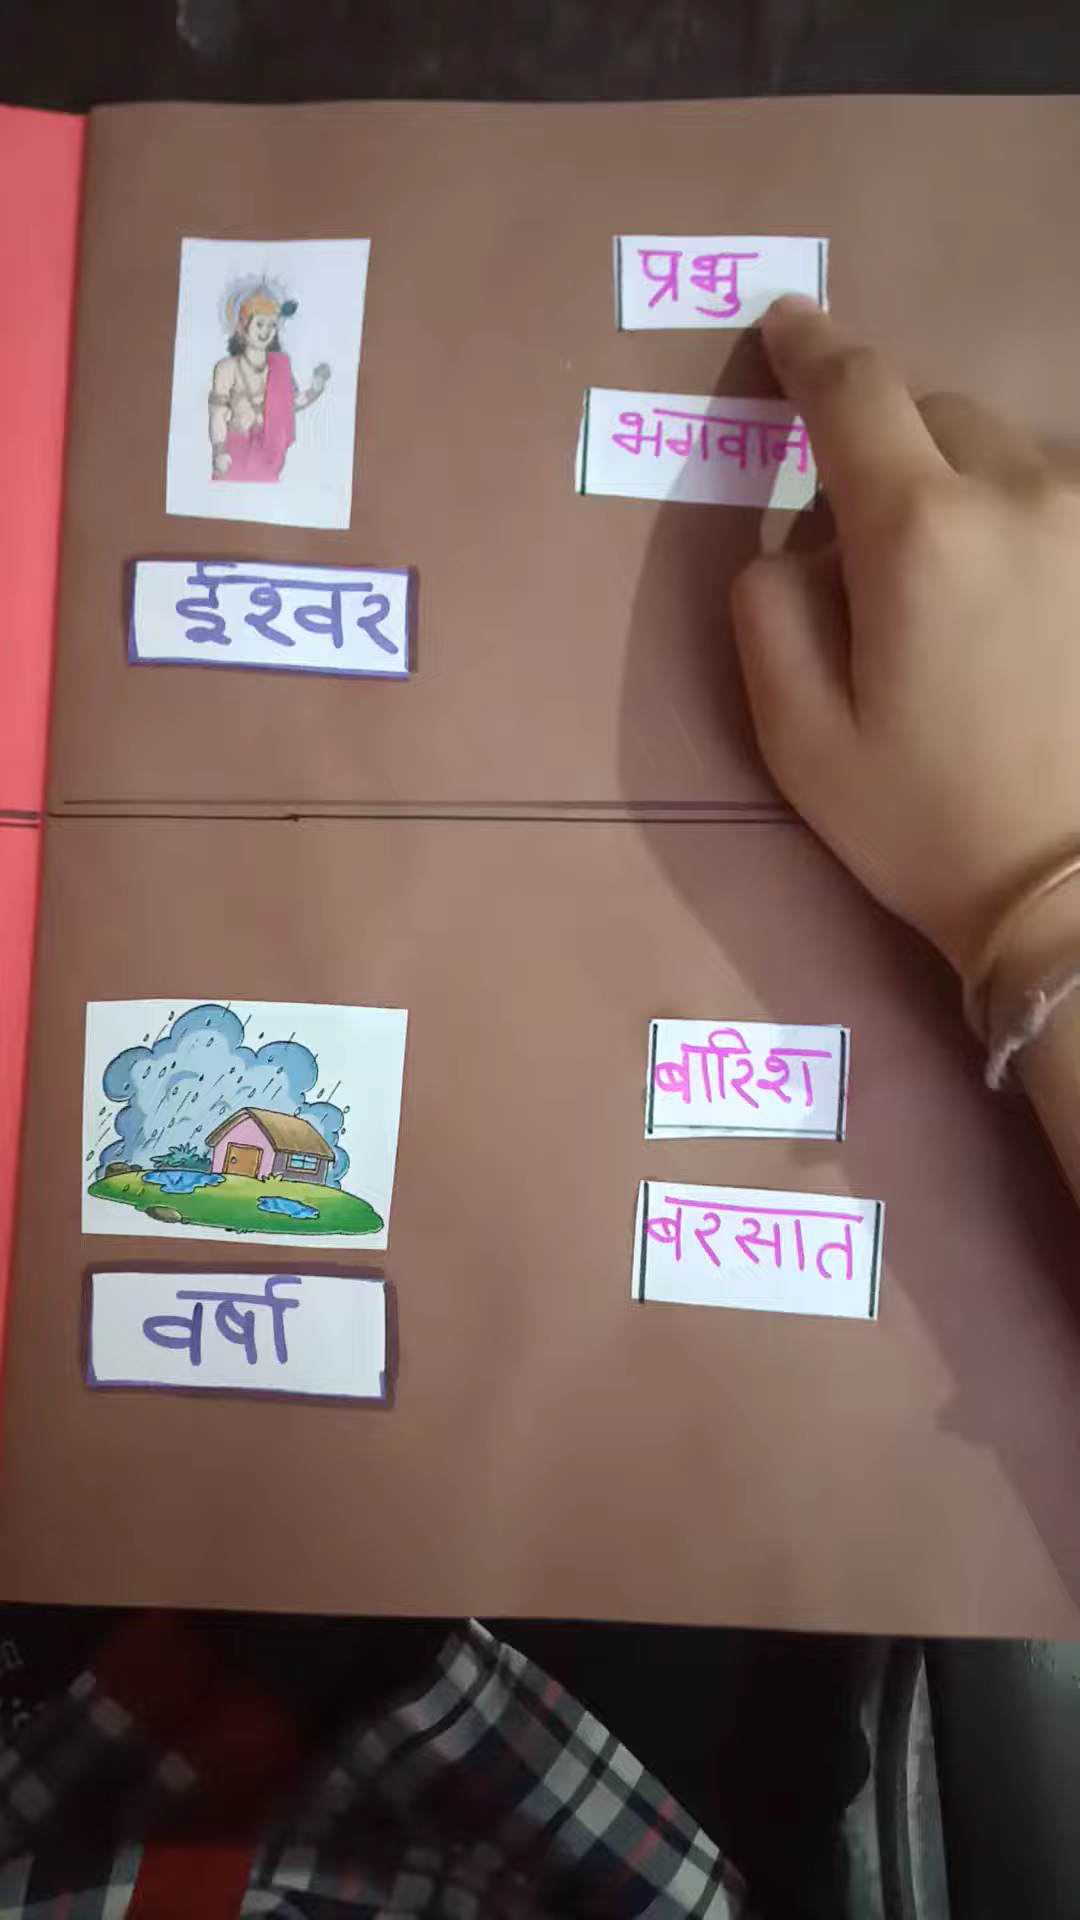 प्रभु
भगवान
ईश्वर
बारिश
बरसात
वर्षा